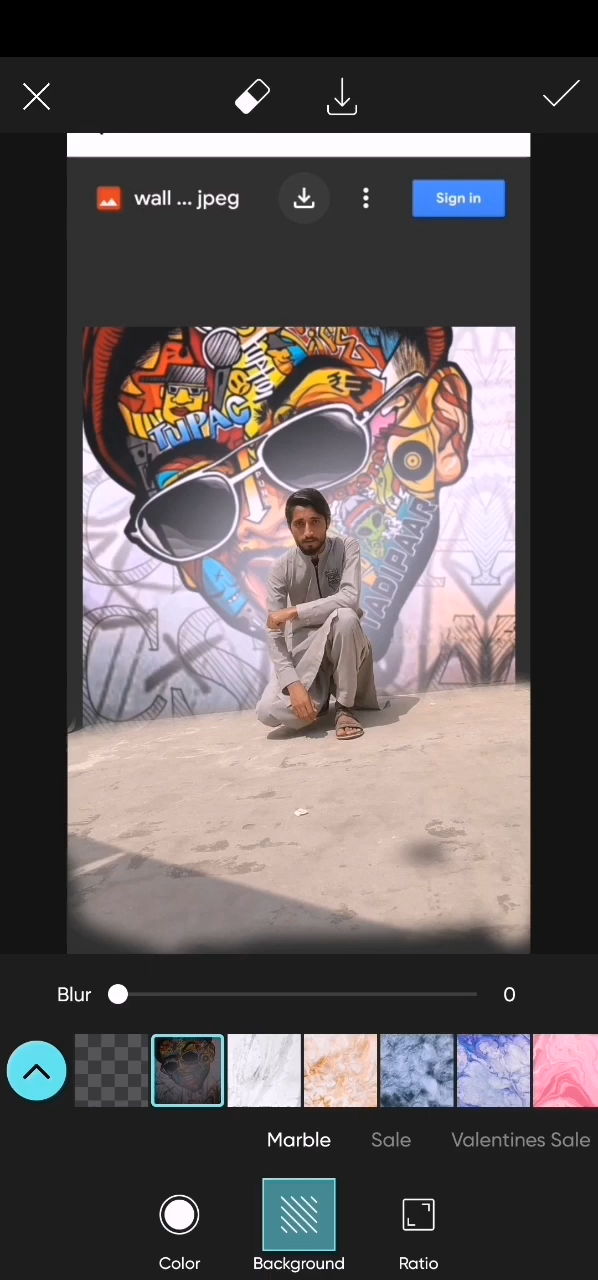 wall ... jpeg
Sign in
TUPAC
TADIPAAR
Blur
0
Marble
Sale
Valentines Sale
Color
Background
Ratio